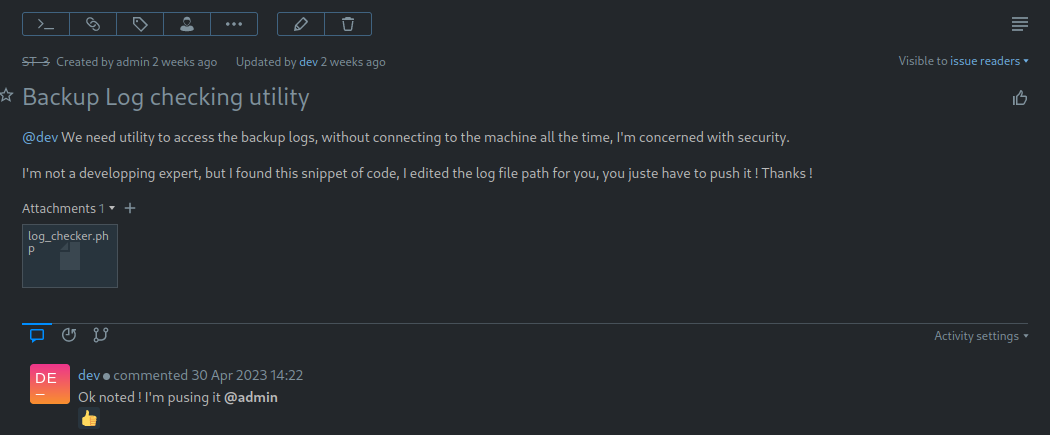 ST-3 Created by admin 2 weeks ago Updated by dev 2 weeks ago Visible to issue readers
Backup Log checking utility
@dev We need utility to access the backup logs, without connecting to the machine all the time, I'm concerned with security.
I'm not a developping expert, but I found this snippet of code, I edited the log file path for you, you juste have to push it ! Thanks !
Attachments 1
log_checker.ph
p
Activity settings
DE
dev commented 30 Apr 2023 14:22
Ok noted ! I'm pusing it @admin